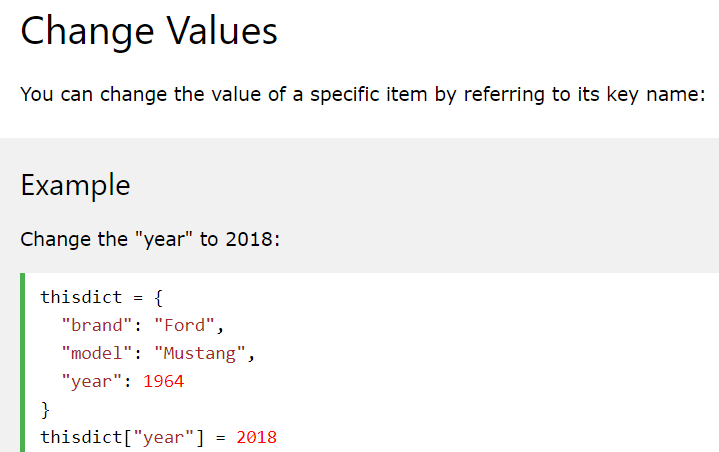 Change Values
You can change the value of a specific item by referring to its key name:
Example
Change the "year" to 2018:
thisdict = {
  "brand": "Ford",
  "model": "Mustang",
  "year": 1964
}
thisdict["year"] = 2018